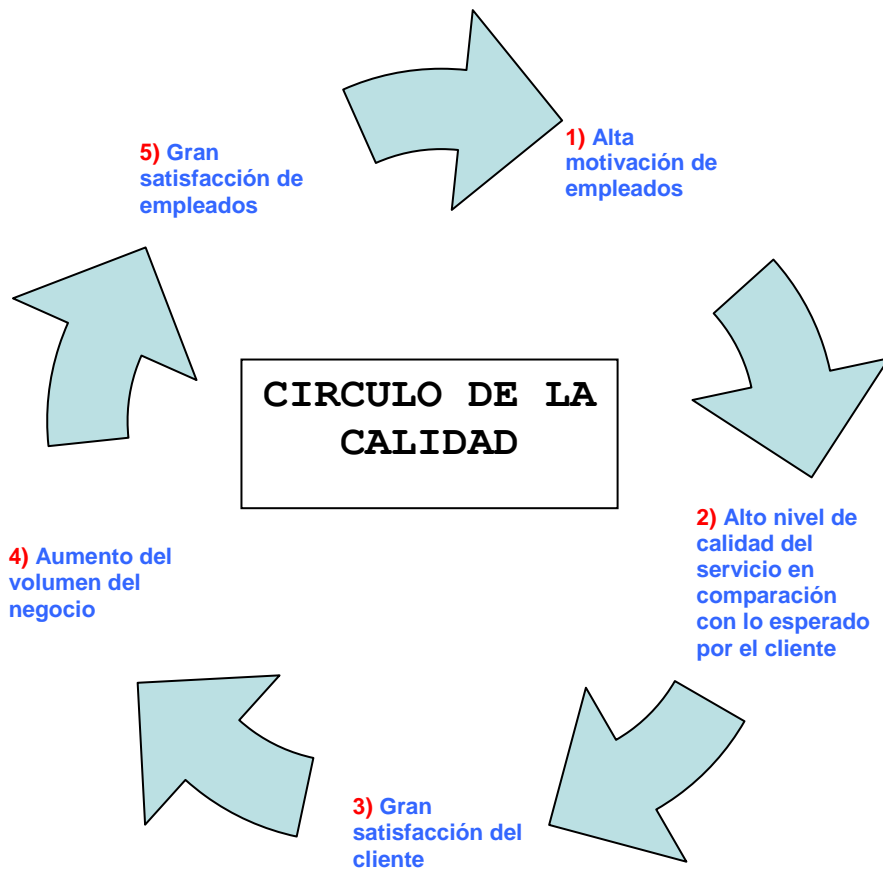 CIRCULO DE LA
CALIDAD
1) Alta
motivación de
empleados
2) Alto nivel de
calidad del
servicio en
comparación
con lo esperado
por el cliente
3) Gran
satisfacción del
cliente
4) Aumento del
volumen del
negocio
5) Gran
satisfacción de
empleados